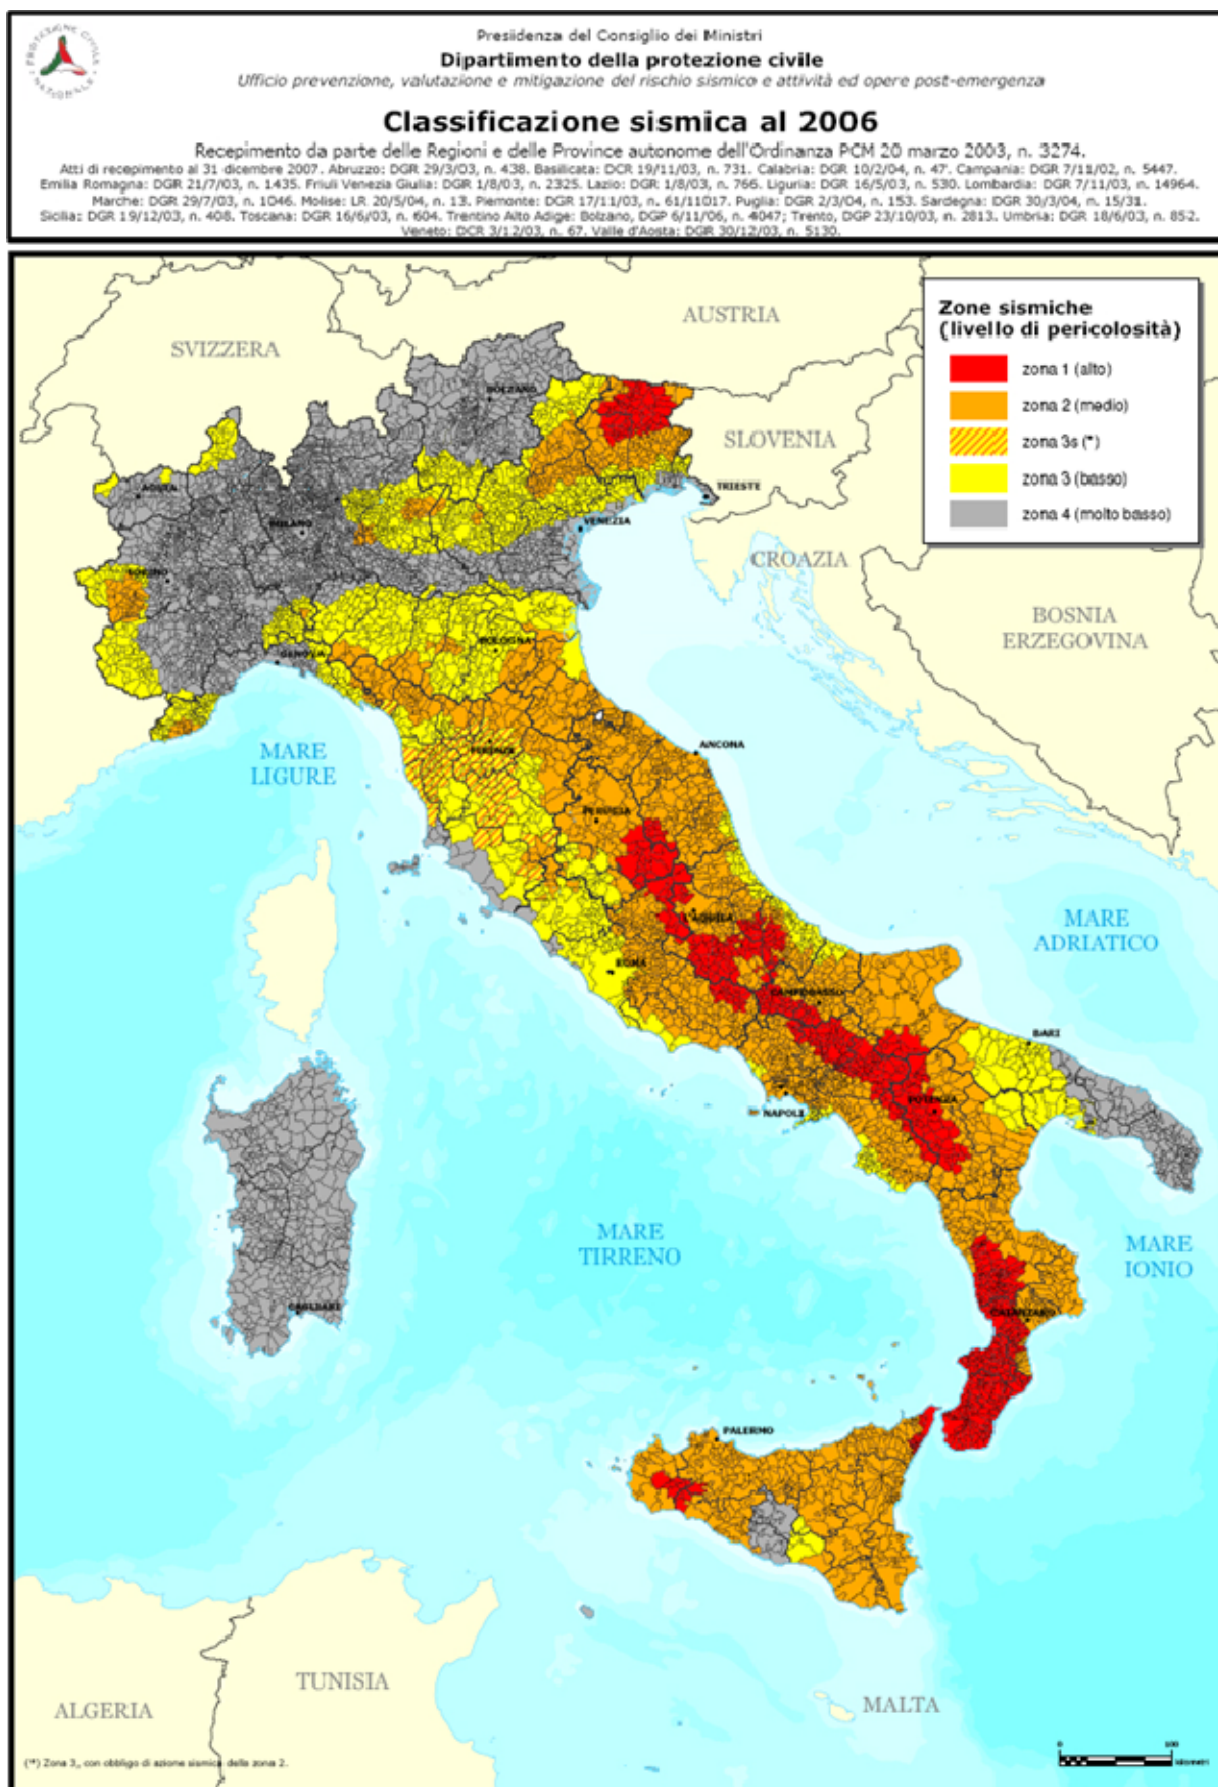 PROTEZIONE CIVILE
NAZIONALE
Presidenza del Consiglio dei Ministri
Dipartimento della protezione civile
Ufficio prevenzione, valutazione e mitigazione del rischio sismico e attività ed opere post-emergenza
Classificazione sismica al 2006
Recepimento da parte delle Regioni e delle Province autonome dell'Ordinanza PCM 20 marzo 2003, n. 3274.
Atti di recepimento al 31 dicembre 2007. Abruzzo: DGR 29/3/03, n. 438. Basilicata: DCR 19/11/03, n. 731. Calabria: DGR 10/2/04, n. 47. Campania: DGR 7/11/02, n. 5447.
Emilia Romagna: DGR 21/7/03, n. 1435. Friuli Venezia Giulia: DGR 1/8/03, n. 2325. Lazio: DGR 1/8/03, n. 766. Liguria: DGR 16/5/03, n. 530. Lombardia: DGR 7/11/03, n. 14964.
Marche: DGR 29/7/03, n. 1046. Molise: LR 20/5/04, n. 13. Piemonte: DGR 17/11/03, n. 61/11017. Puglia: DGR 2/3/04, n. 153. Sardegna: DGR 30/3/04, n. 15/31.
Sicilia: DGR 19/12/03, n. 408. Toscana: DGR 16/6/03, n. 604. Trentino Alto Adige: Bolzano, DGP 6/11/06, n. 4047; Trento, DGP 23/10/03, n. 2813. Umbria: DGR 18/6/03, n. 852.
Veneto: DCR 3/12/03, n. 67. Valle d'Aosta: DGR 30/12/03, n. 5130.
Zone sismiche
(livello di pericolosità)
zona 1 (alto)
zona 2 (medio)
zona 3s (*)
zona 3 (basso)
zona 4 (molto basso)
AUSTRIA
SVIZZERA
BOLZANO
SLOVENIA
AOSTA
TRIESTE
MILANO
VENEZIA
CROAZIA
TORINO
BOSNIA
ERZEGOVINA
BOLOGNA
GENOVA
MARE
LIGURE
FIRENZE
ANCONA
PERUGIA
L'AQUILA
MARE
ADRIATICO
ROMA
CAMPOBASSO
BARI
NAPOLI
POTENZA
MARE
TIRRENO
MARE
IONIO
CAGLIARI
CATANZARO
PALERMO
TUNISIA
ALGERIA
MALTA
(*) Zona 3, con obbligo di azione sismica della zona 2.
0 100
kilometri